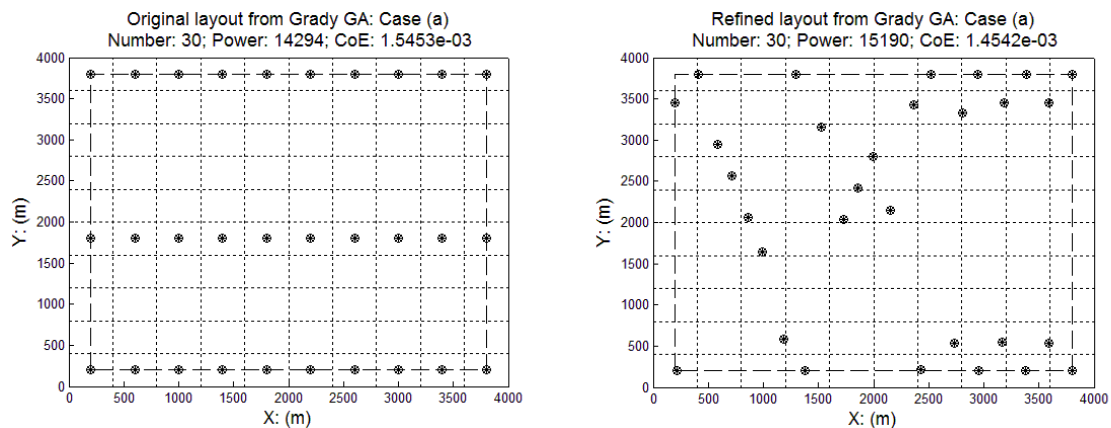 Original layout from Grady GA: Case (a)
Number: 30; Power: 14294; CoE: 1.5453e-03
4000
3500
3000
2500
2000
1500
1000
500
0
Y: (m)
0 500 1000 1500 2000 2500 3000 3500 4000
X: (m)
Refined layout from Grady GA: Case (a)
Number: 30; Power: 15190; CoE: 1.4542e-03
4000
3500
3000
2500
2000
1500
1000
500
0
Y: (m)
0 500 1000 1500 2000 2500 3000 3500 4000
X: (m)